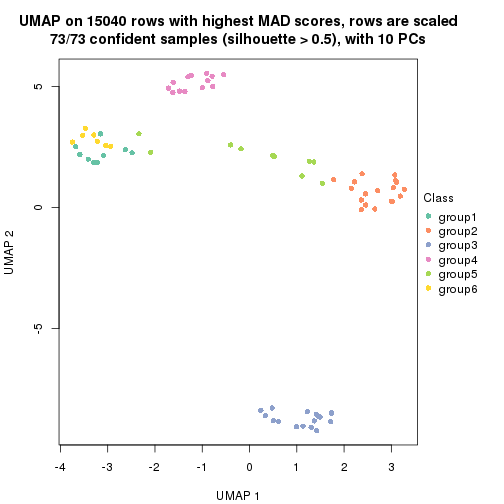 UMAP on 15040 rows with highest MAD scores, rows are scaled
73/73 confident samples (silhouette > 0.5), with 10 PCs
5
0
-5
UMAP 2
-4
-3
-2
-1
0
1
2
3
UMAP 1
Class
group1
group2
group3
group4
group5
group6